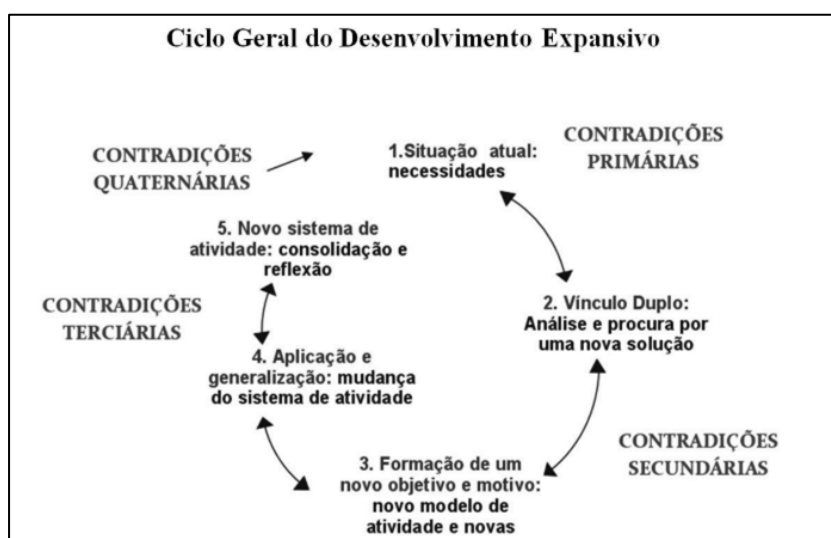 Ciclo Geral do Desenvolvimento Expansivo
CONTRADIÇÕES
QUATERNÁRIAS
1.Situação atual:
necessidades
CONTRADIÇÕES
PRIMÁRIAS
5. Novo sistema de
atividade: consolidação e
reflexão
2. Vínculo Duplo:
Análise e procura por
uma nova solução
CONTRADIÇÕES
TERCIÁRIAS
4. Aplicação e
generalização: mudança
do sistema de atividade
CONTRADIÇÕES
SECUNDÁRIAS
3. Formação de um
novo objetivo e motivo:
novo modelo de
atividade e novas